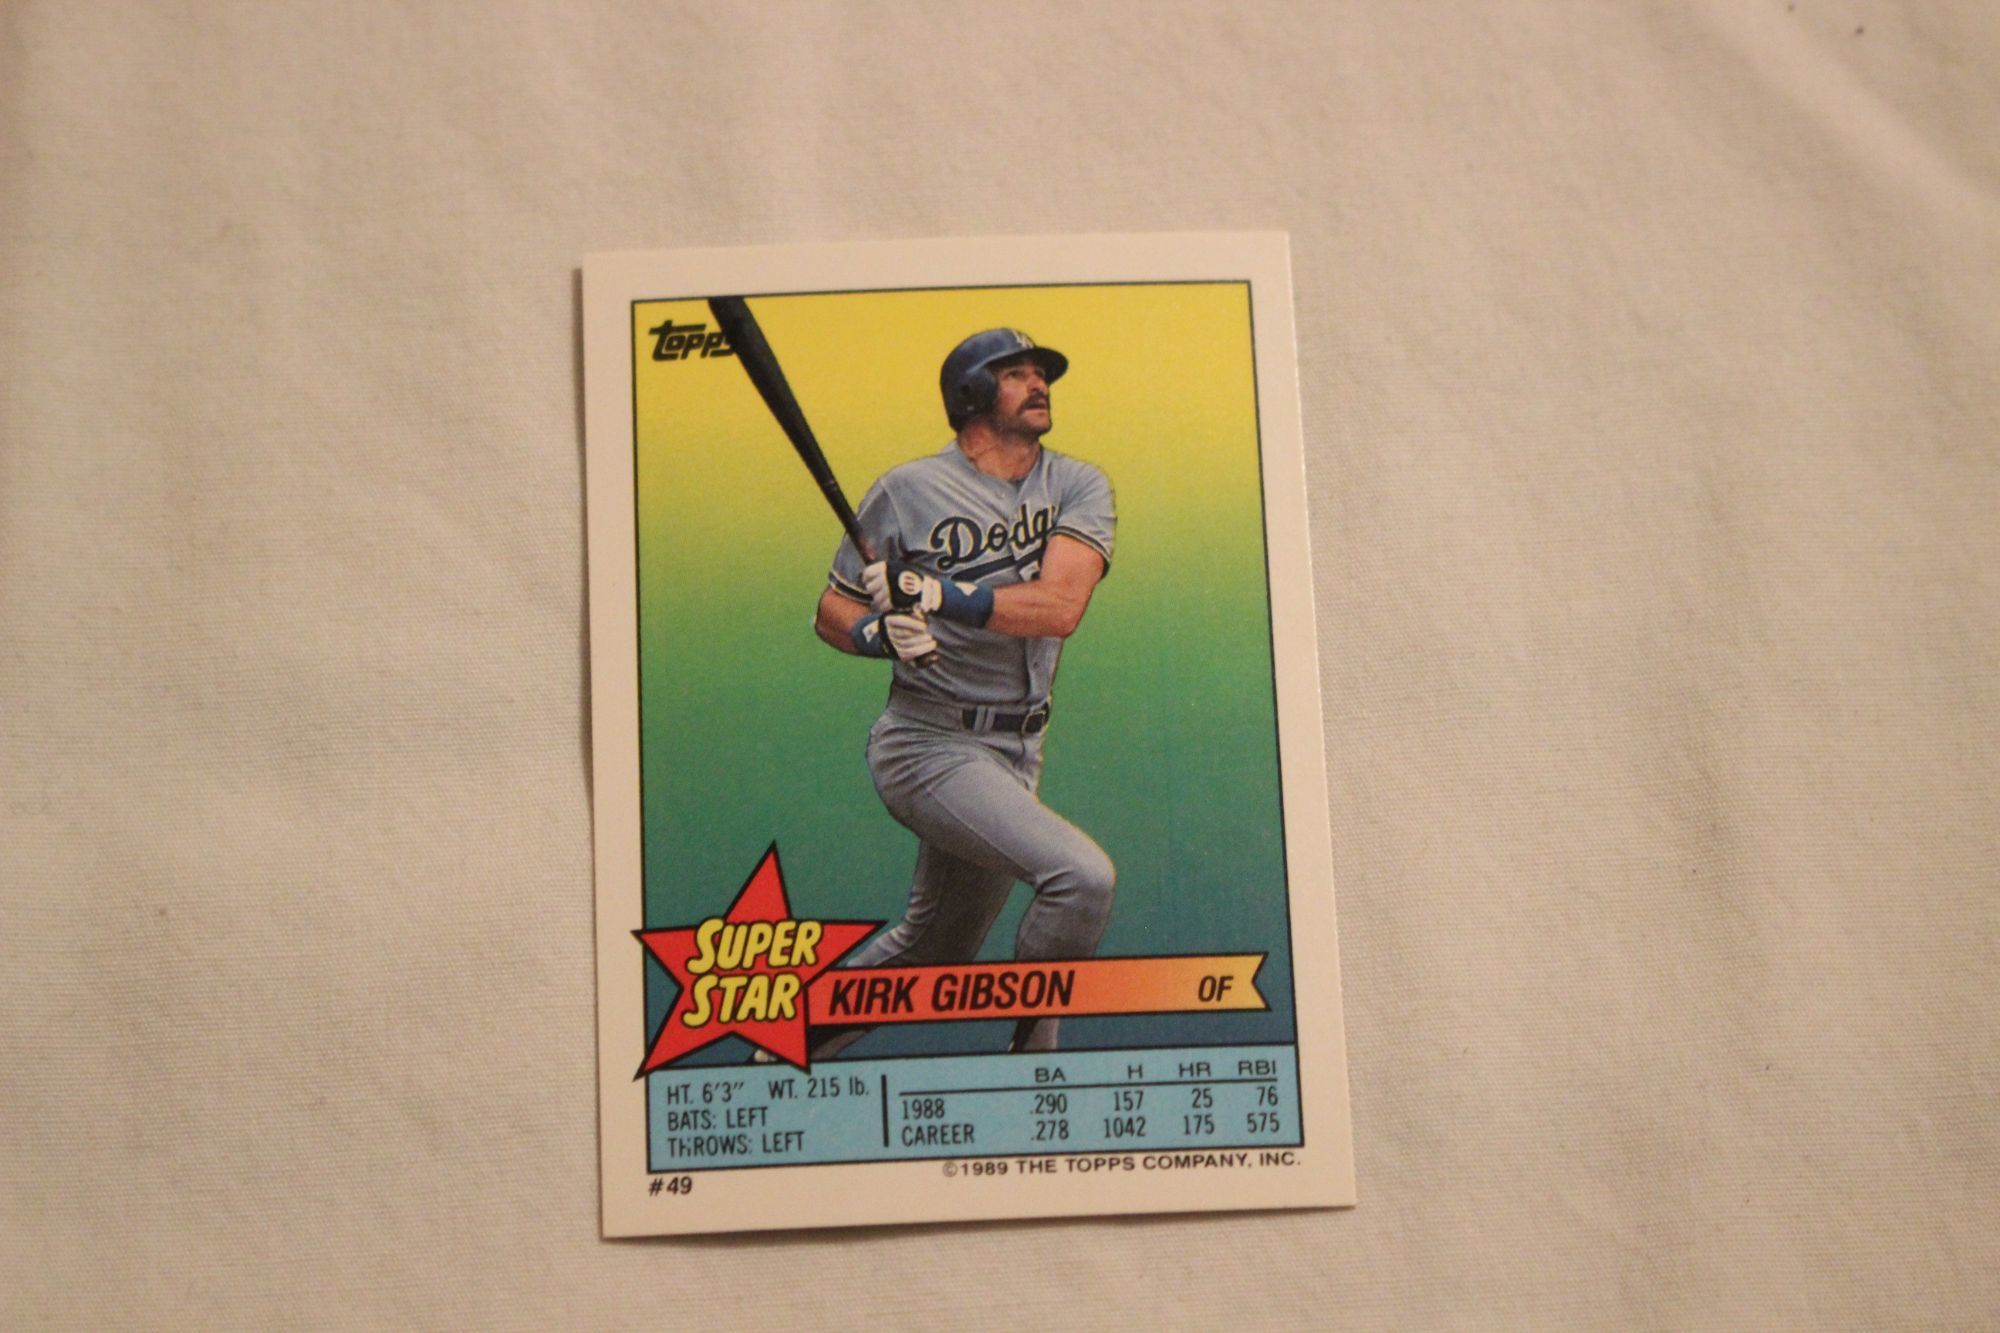 Topps
LA
Dodg
SUPER
STAR
KIRK GIBSON OF
HT. 6'3" WT. 215 lb.
BATS: LEFT
THROWS: LEFT
BA H HR RBI
1988 .290 157 25 76
CAREER .278 1042 175 575
©1989 THE TOPPS COMPANY, INC.
#49